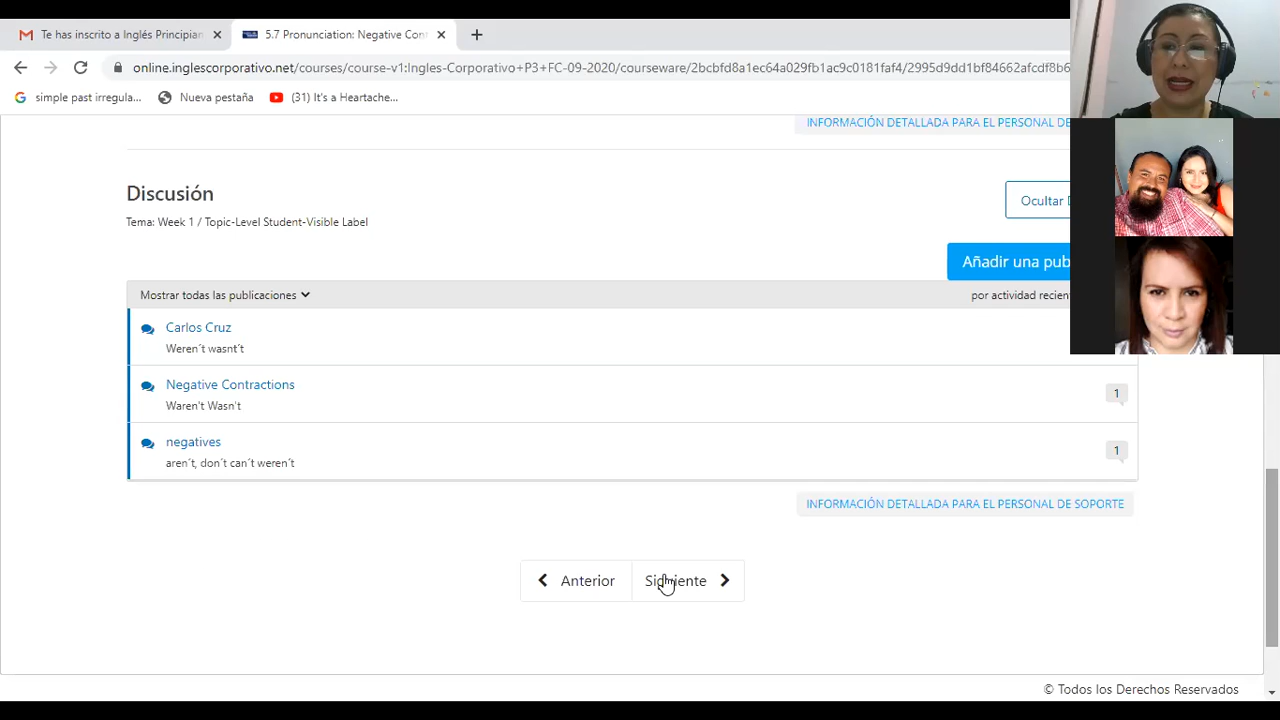 Te has inscrito a Inglés Principian
5.7 Pronunciation: Negative Cont
online.inglescorporativo.net/courses/course-v1:Ingles-Corporativo+P3+FC-09-2020/courseware/2bcbfd8a1ec64a029fb1ac9c0181faf4/2995d9dd1bf84662afcdf8b6
simple past irregula...
Nueva pestaña
(31) It's a Heartache...
INFORMACIÓN DETALLADA PARA EL PERSONAL DE
Discusión
Ocultar D
Tema: Week 1 / Topic-Level Student-Visible Label
Añadir una pub
Mostrar todas las publicaciones
por actividad recien
Carlos Cruz
Weren´t wasnt´t
Negative Contractions
Waren't Wasn't
1
negatives
aren´t, don´t can´t weren´t
1
INFORMACIÓN DETALLADA PARA EL PERSONAL DE SOPORTE
Anterior
Siguiente
© Todos los Derechos Reservados